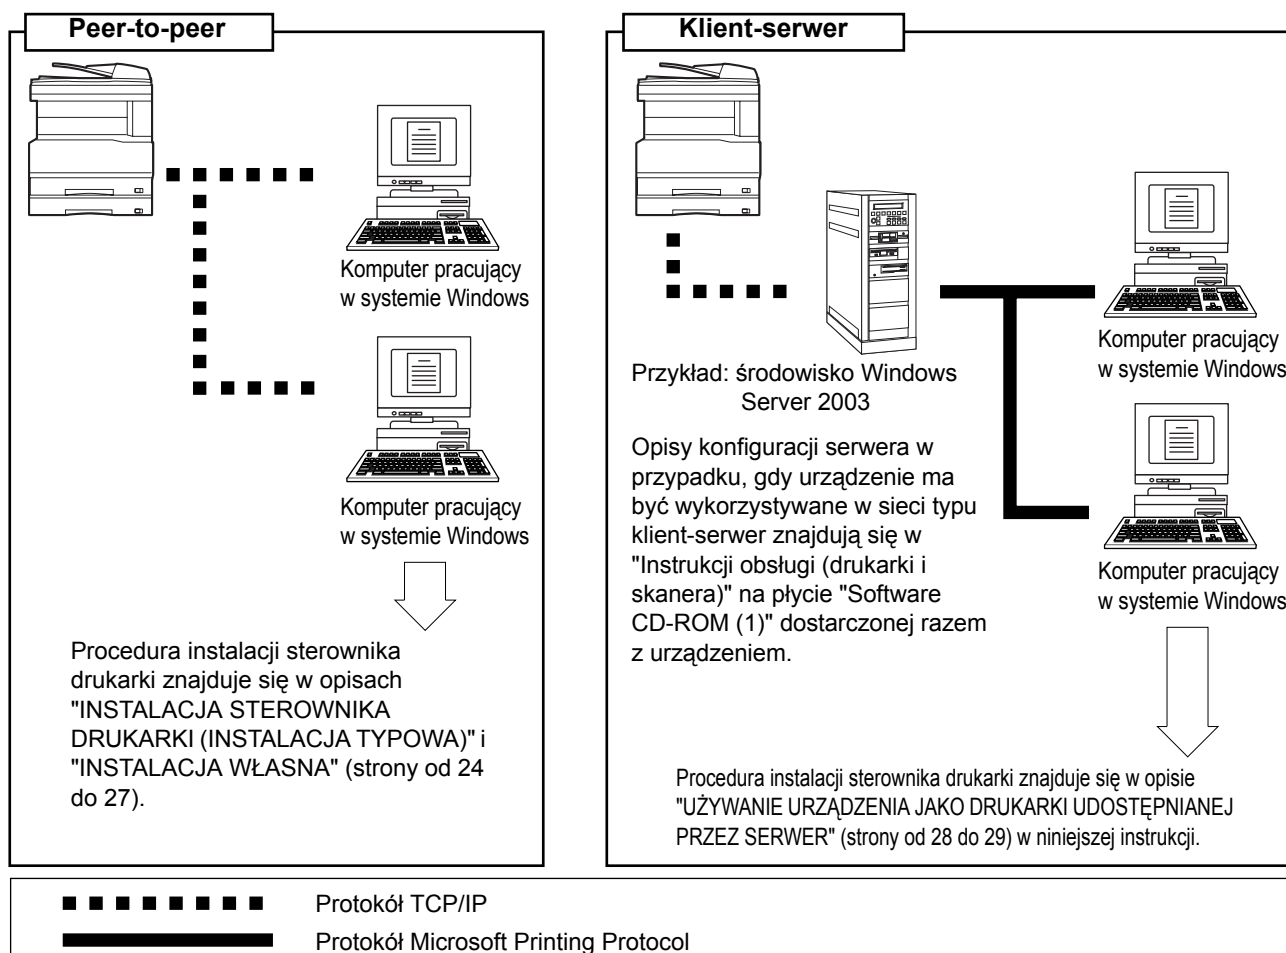 Peer-to-peer
Komputer pracujący
w systemie Windows
Komputer pracujący
w systemie Windows
Procedura instalacji sterownika
drukarki znajduje się w opisach
"INSTALACJA STEROWNIKA
DRUKARKI (INSTALACJA TYPOWA)" i
"INSTALACJA WŁASNA" (strony od 24
do 27).
Klient-serwer
Przykład: środowisko Windows
Server 2003
Opisy konfiguracji serwera w
przypadku, gdy urządzenie ma
być wykorzystywane w sieci typu
klient-serwer znajdują się w
"Instrukcji obsługi (drukarki i
skanera)" na płycie "Software
CD-ROM (1)" dostarczonej razem
z urządzeniem.
Komputer pracujący
w systemie Windows
Komputer pracujący
w systemie Windows
Procedura instalacji sterownika drukarki znajduje się w opisie
"UŻYWANIE URZĄDZENIA JAKO DRUKARKI UDOSTĘPNIANEJ
PRZEZ SERWER" (strony od 28 do 29) w niniejszej instrukcji.
Protokół TCP/IP
Protokół Microsoft Printing Protocol